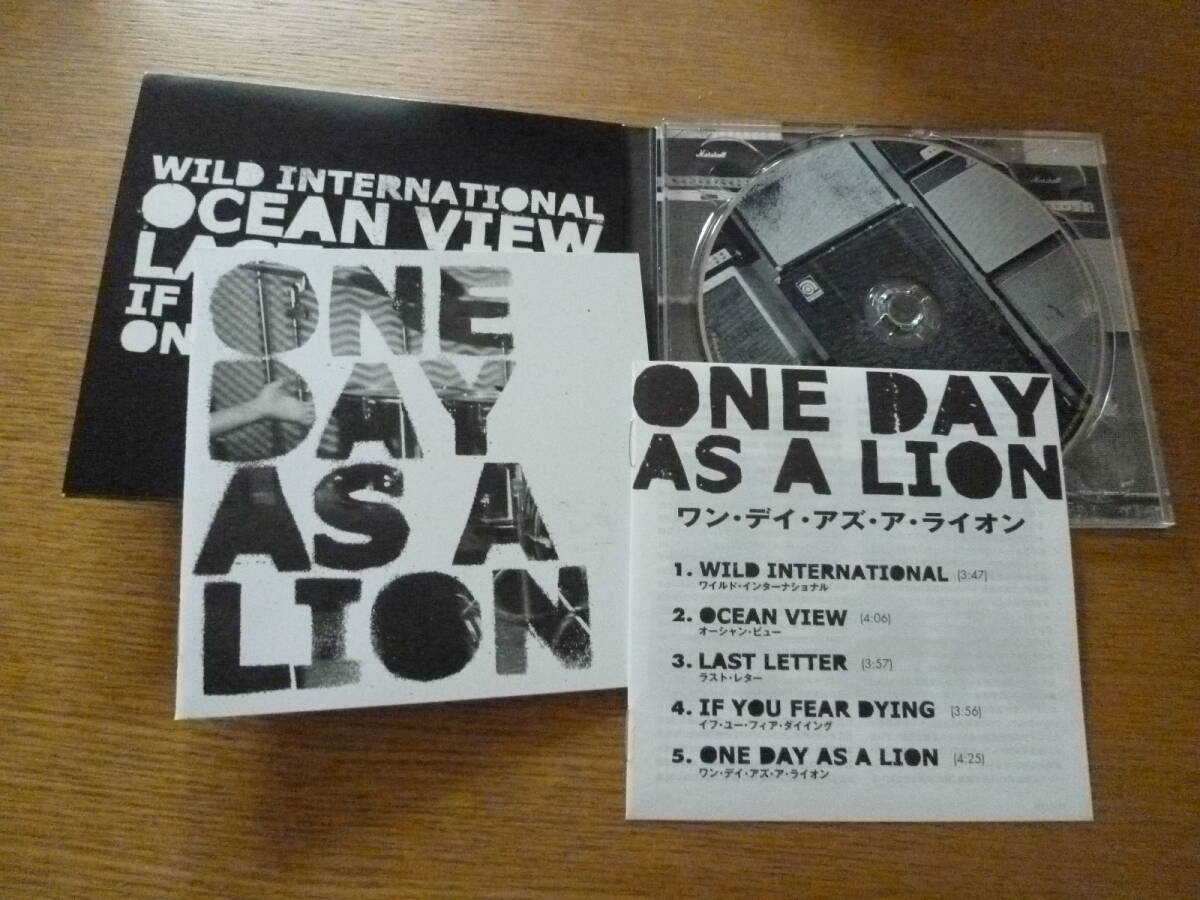 WILD INTERNATIONAL
OCEAN VIEW
IF
ONE
DAY
AS A
LION
Marshall
Marshall
ONE DAY
AS A LION
ワン・デイ・アズ・ア・ライオン
1. WILD INTERNATIONAL (3:47)
ワイルド・インターナショナル
2. OCEAN VIEW (4:06)
オーシャン・ビュー
3. LAST LETTER (3:57)
ラスト・レター
4. IF YOU FEAR DYING (3:56)
イフ・ユー・フィア・ダイイング
5. ONE DAY AS A LION (4:25)
ワン・デイ・アズ・ア・ライオン